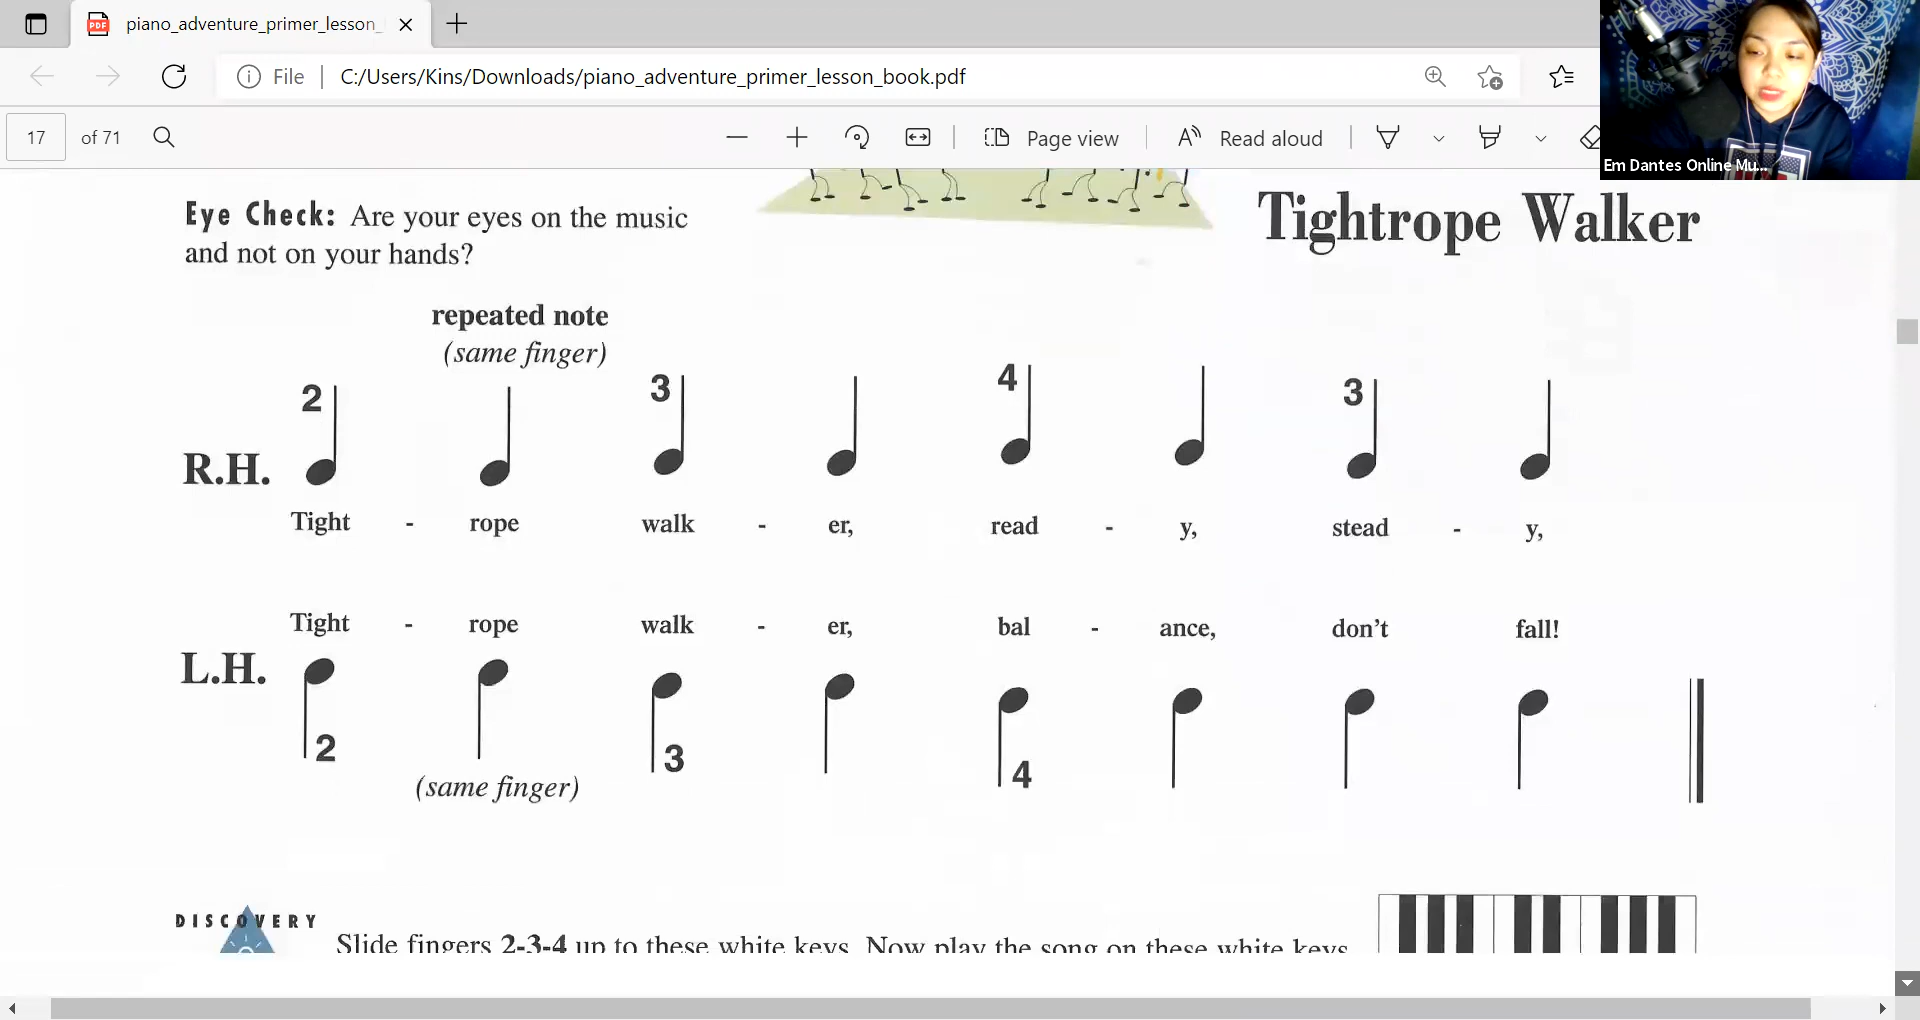 piano_adventure_primer_lesson_
File
C:/Users/Kins/Downloads/piano_adventure_primer_lesson_book.pdf
17 of 71
Page view
Read aloud
Em Dantes Online Mu...
Eye Check: Are your eyes on the music
and not on your hands?
Tightrope Walker
repeated note
(same finger)
2 3 4 3
R.H.
Tight - rope walk - er, read - y, stead - y,
Tight - rope walk - er, bal - ance, don't fall!
L.H.
2 3 4
(same finger)
DISCOVERY
Slide fingers 2-3-4 up to these white keys. Now play the song on these white keys